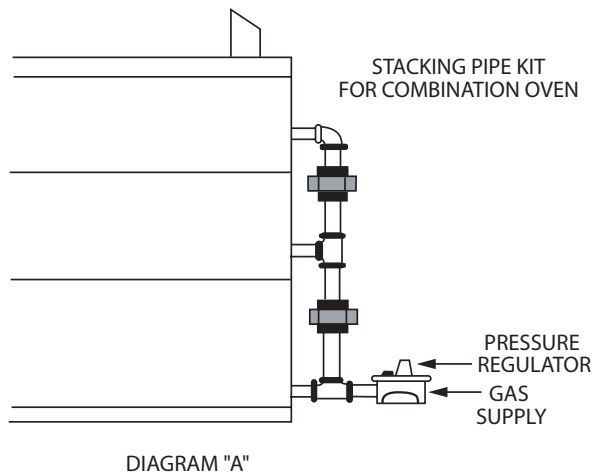 STACKING PIPE KIT
FOR COMBINATION OVEN
PRESSURE
REGULATOR
GAS
SUPPLY
DIAGRAM "A"